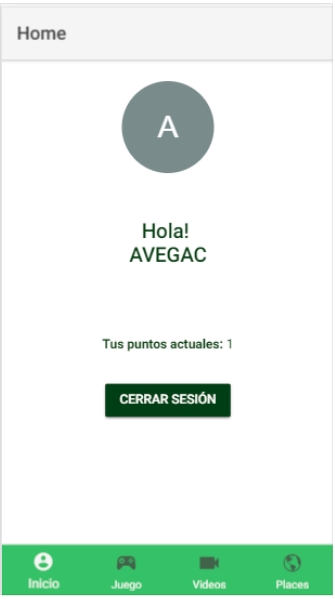 Home
A
Hola!
AVEGAC
Tus puntos actuales: 1
CERRAR SESIÓN
Inicio
Juego
Videos
Places